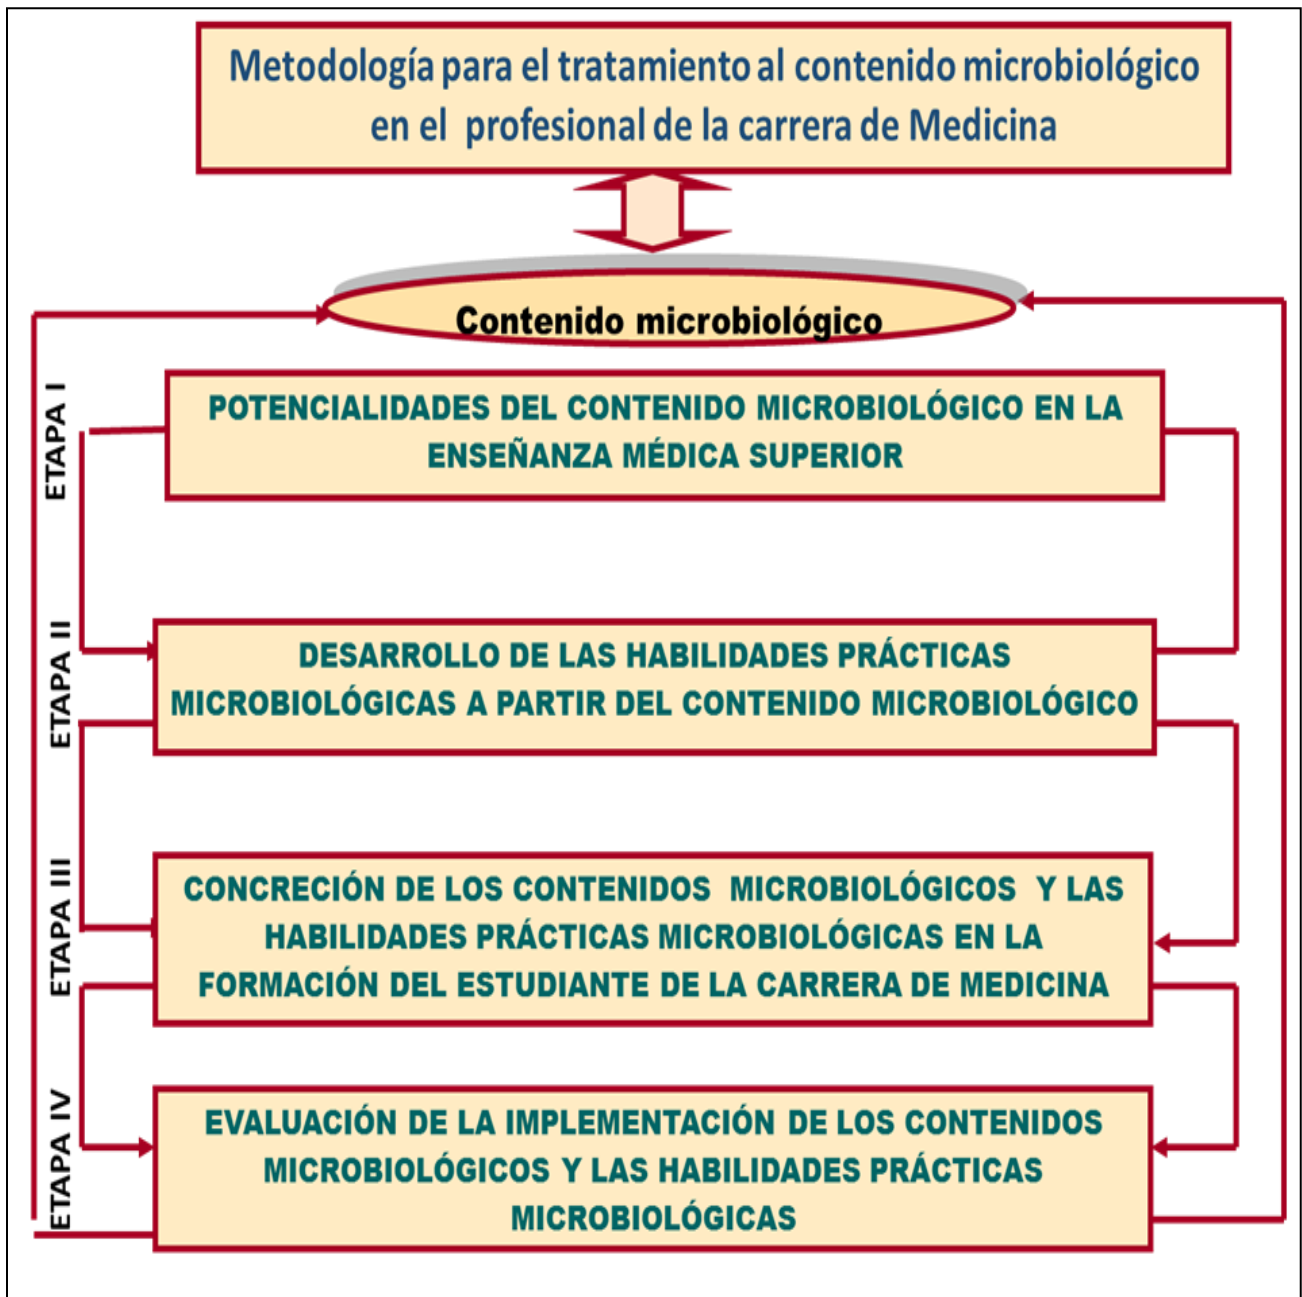 Metodología para el tratamiento al contenido microbiológico
en el profesional de la carrera de Medicina
Contenido microbiológico
ETAPA I
POTENCIALIDADES DEL CONTENIDO MICROBIOLÓGICO EN LA
ENSEÑANZA MÉDICA SUPERIOR
ETAPA II
DESARROLLO DE LAS HABILIDADES PRÁCTICAS
MICROBIOLÓGICAS A PARTIR DEL CONTENIDO MICROBIOLÓGICO
ETAPA III
CONCRECIÓN DE LOS CONTENIDOS MICROBIOLÓGICOS Y LAS
HABILIDADES PRÁCTICAS MICROBIOLÓGICAS EN LA
FORMACIÓN DEL ESTUDIANTE DE LA CARRERA DE MEDICINA
ETAPA IV
EVALUACIÓN DE LA IMPLEMENTACIÓN DE LOS CONTENIDOS
MICROBIOLÓGICOS Y LAS HABILIDADES PRÁCTICAS
MICROBIOLÓGICAS